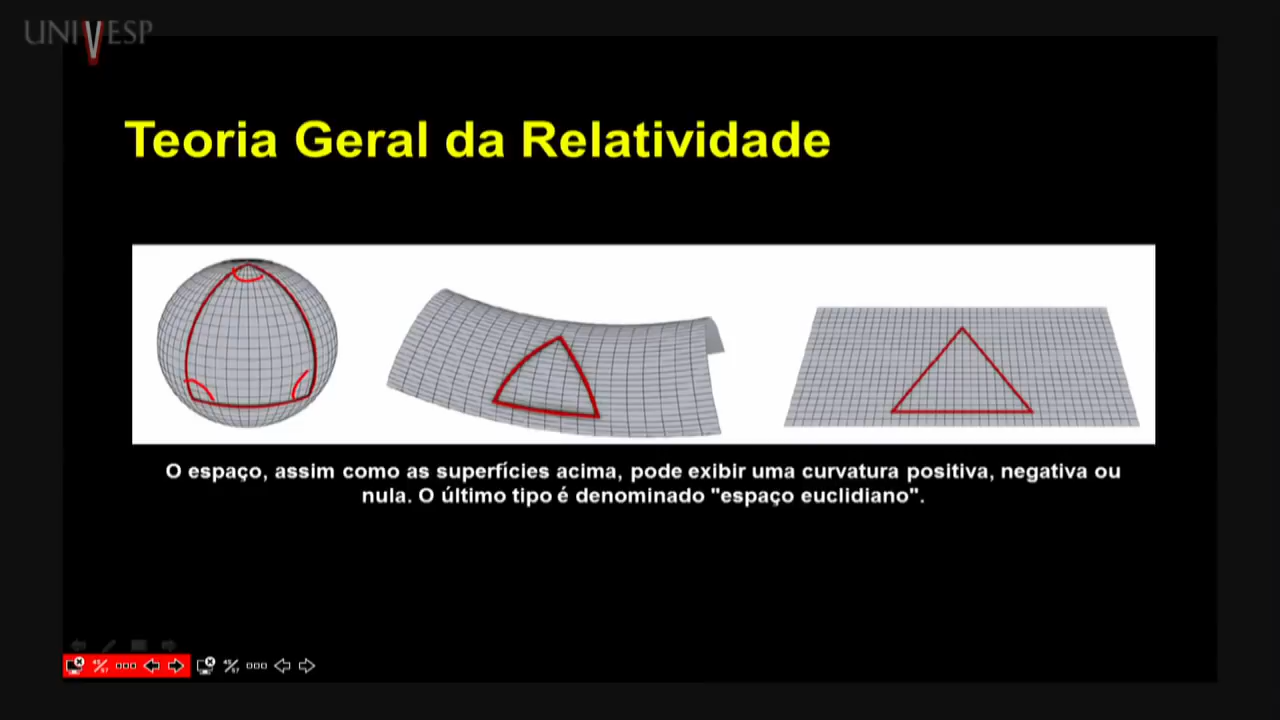 UNIVESP
Teoria Geral da Relatividade
O espaço, assim como as superfícies acima, pode exibir uma curvatura positiva, negativa ou
nula. O último tipo é denominado "espaço euclidiano".